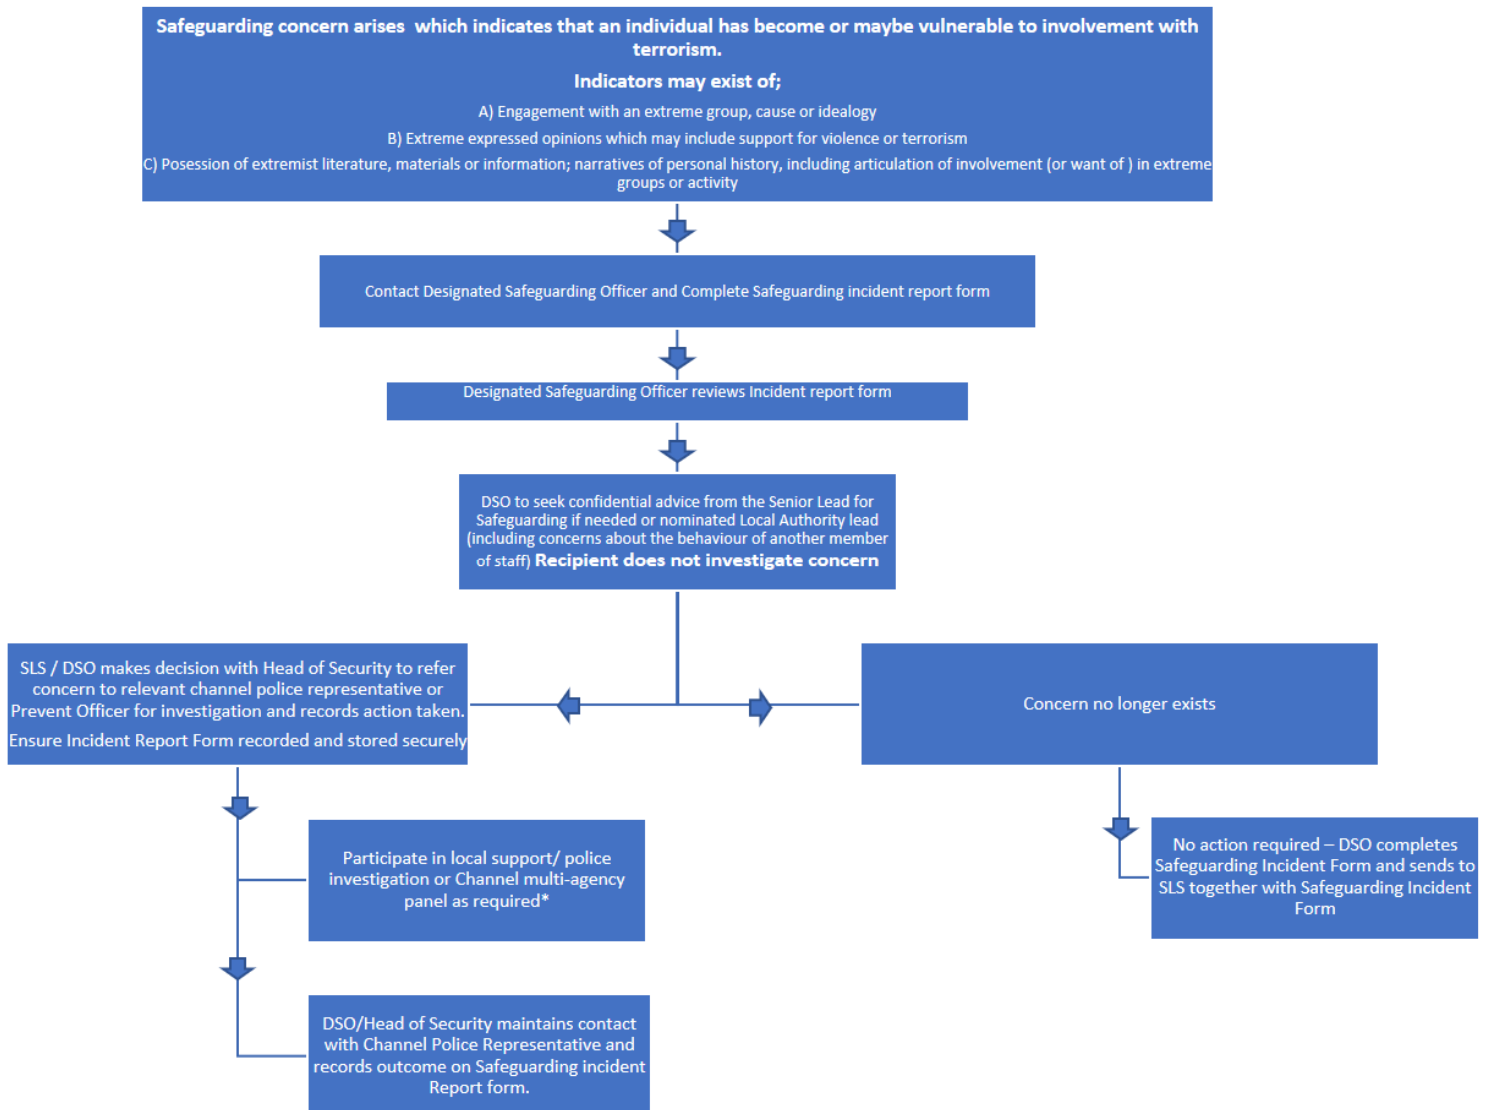 Safeguarding concern arises  which indicates that an individual has become or maybe vulnerable to involvement with
terrorism.
Indicators may exist of;
A) Engagement with an extreme group, cause or idealogy
B) Extreme expressed opinions which may include support for violence or terrorism
C) Posession of extremist literature, materials or information; narratives of personal history, including articulation of involvement (or want of ) in extreme
groups or activity
Contact Designated Safeguarding Officer and Complete Safeguarding incident report form
Designated Safeguarding Officer reviews Incident report form
DSO to seek confidential advice from the Senior Lead for
Safeguarding if needed or nominated Local Authority lead
(including concerns about the behaviour of another member
of staff) Recipient does not investigate concern
SLS / DSO makes decision with Head of Security to refer
concern to relevant channel police representative or
Prevent Officer for investigation and records action taken.
Ensure Incident Report Form recorded and stored securely
Concern no longer exists
Participate in local support/ police
investigation or Channel multi-agency
panel as required*
No action required – DSO completes
Safeguarding Incident Form and sends to
SLS together with Safeguarding Incident
Form
DSO/Head of Security maintains contact
with Channel Police Representative and
records outcome on Safeguarding incident
Report form.